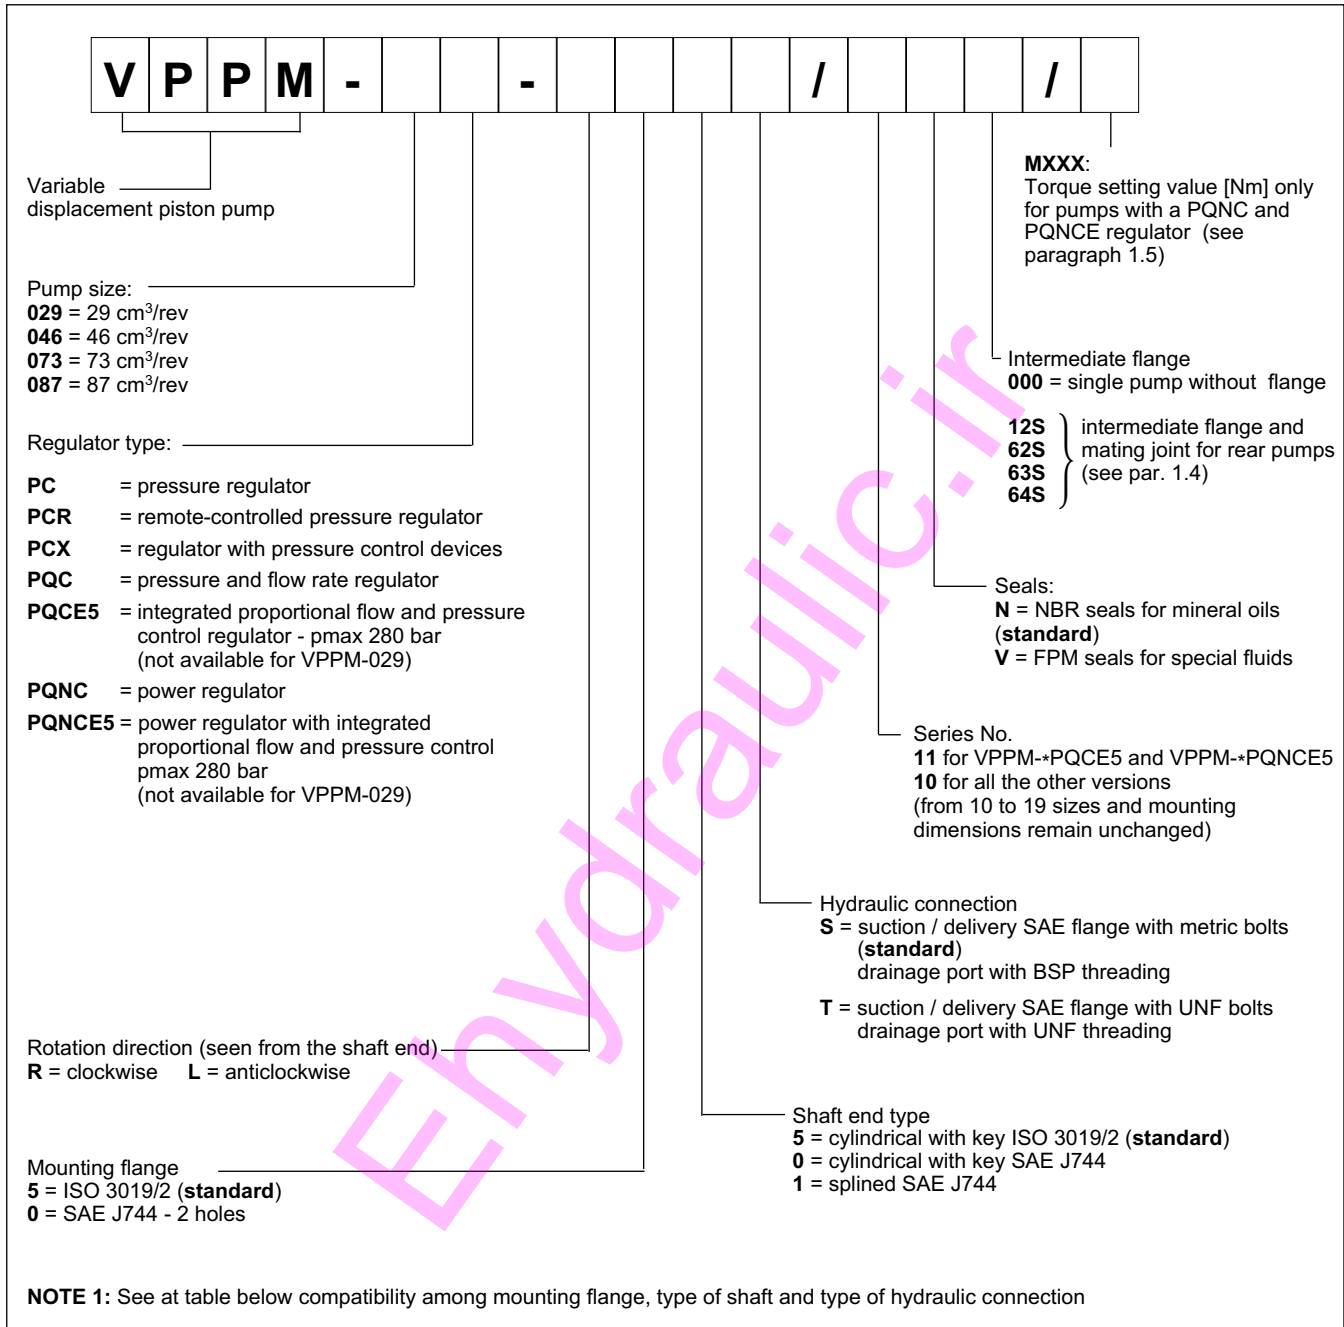 V P P M - - / /
Variable
displacement piston pump
Pump size:
029 = 29 cm³/rev
046 = 46 cm³/rev
073 = 73 cm³/rev
087 = 87 cm³/rev
Regulator type:
PC = pressure regulator
PCR = remote-controlled pressure regulator
PCX = regulator with pressure control devices
PQC = pressure and flow rate regulator
PQCE5 = integrated proportional flow and pressure
control regulator - pmax 280 bar
(not available for VPPM-029)
PQNC = power regulator
PQNCE5 = power regulator with integrated
proportional flow and pressure control
pmax 280 bar
(not available for VPPM-029)
Rotation direction (seen from the shaft end)
R = clockwise L = anticlockwise
Mounting flange
5 = ISO 3019/2 (standard)
0 = SAE J744 - 2 holes
MXXX:
Torque setting value [Nm] only
for pumps with a PQNC and
PQNCE regulator (see
paragraph 1.5)
Intermediate flange
000 = single pump without flange
12S
62S
63S
64S
intermediate flange and
mating joint for rear pumps
(see par. 1.4)
Seals:
N = NBR seals for mineral oils
(standard)
V = FPM seals for special fluids
Series No.
11 for VPPM-*PQCE5 and VPPM-*PQNCE5
10 for all the other versions
(from 10 to 19 sizes and mounting
dimensions remain unchanged)
Hydraulic connection
S = suction / delivery SAE flange with metric bolts
(standard)
drainage port with BSP threading
T = suction / delivery SAE flange with UNF bolts
drainage port with UNF threading
Shaft end type
5 = cylindrical with key ISO 3019/2 (standard)
0 = cylindrical with key SAE J744
1 = splined SAE J744
NOTE 1: See at table below compatibility among mounting flange, type of shaft and type of hydraulic connection
Ehydraulic.ir